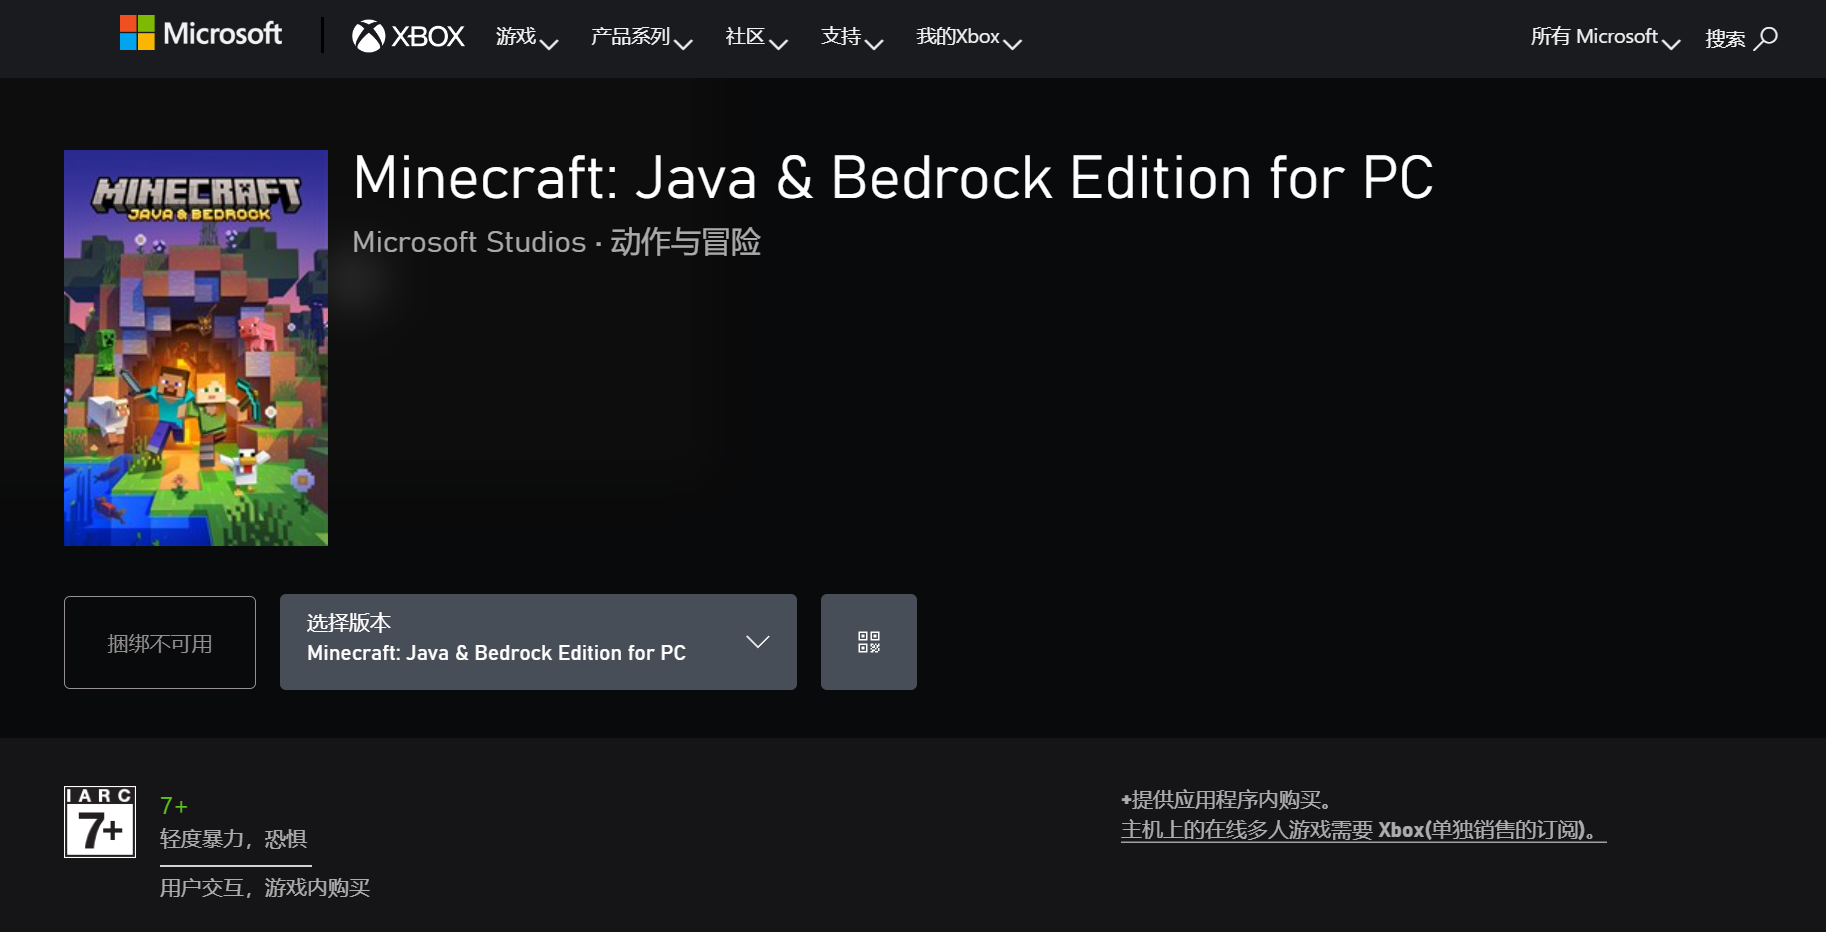 Microsoft
XBOX
游戏
产品系列
社区
支持
我的Xbox
所有 Microsoft
搜索
MINECRAFT
JAVA & BEDROCK
Minecraft: Java & Bedrock Edition for PC
Microsoft Studios · 动作与冒险
捆绑不可用
选择版本
Minecraft: Java & Bedrock Edition for PC
IARC
7+
7+
轻度暴力，恐惧
用户交互，游戏内购买
+提供应用程序内购买。
主机上的在线多人游戏需要 Xbox(单独销售的订阅)。